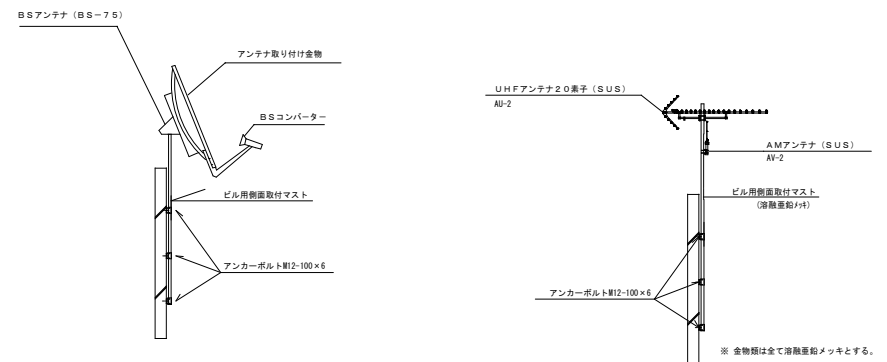 BSアンテナ（BS－75）
アンテナ取り付け金物
BSコンバーター
ビル用側面取付マスト
アンカーボルトM12-100×6
UHFアンテナ20素子（SUS）
AU-2
AMアンテナ（SUS）
AV-2
ビル用側面取付マスト
(溶融亜鉛ﾒｯｷ)
アンカーボルトM12-100×6
※ 金物類は全て溶融亜鉛メッキとする。